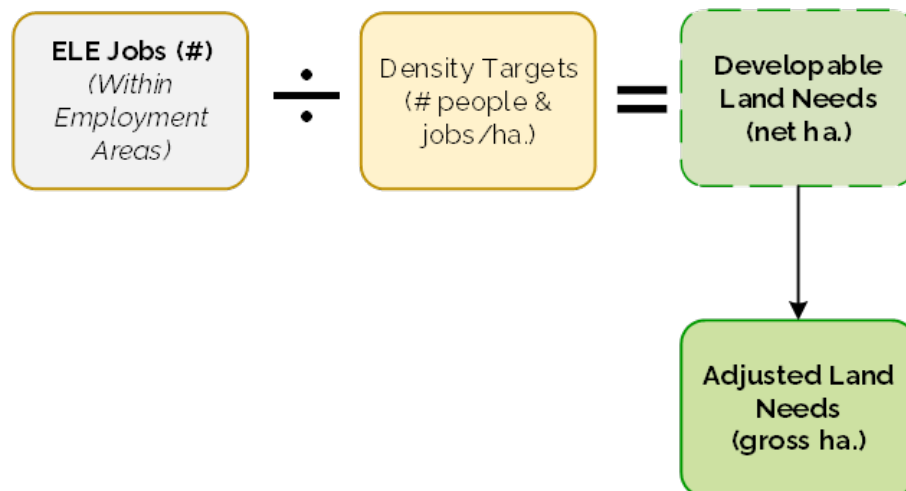 ELE Jobs (#)
(Within
Employment
Areas)
÷
Density Targets
(# people &
jobs/ha.)
=
Developable
Land Needs
(net ha.)
Adjusted Land
Needs
(gross ha.)